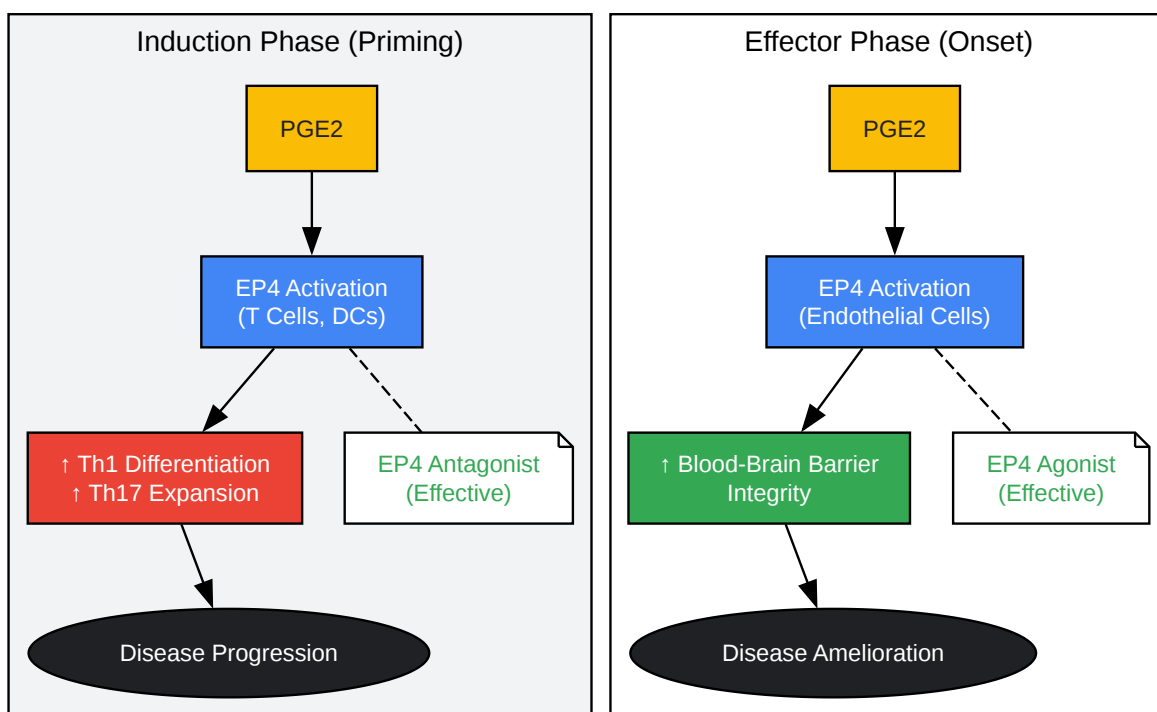 Induction Phase (Priming)
PGE2
EP4 Activation
(T Cells, DCs)
↑ Th1 Differentiation
↑ Th17 Expansion
EP4 Antagonist
(Effective)
Disease Progression
Effector Phase (Onset)
PGE2
EP4 Activation
(Endothelial Cells)
↑ Blood-Brain Barrier
Integrity
EP4 Agonist
(Effective)
Disease Amelioration